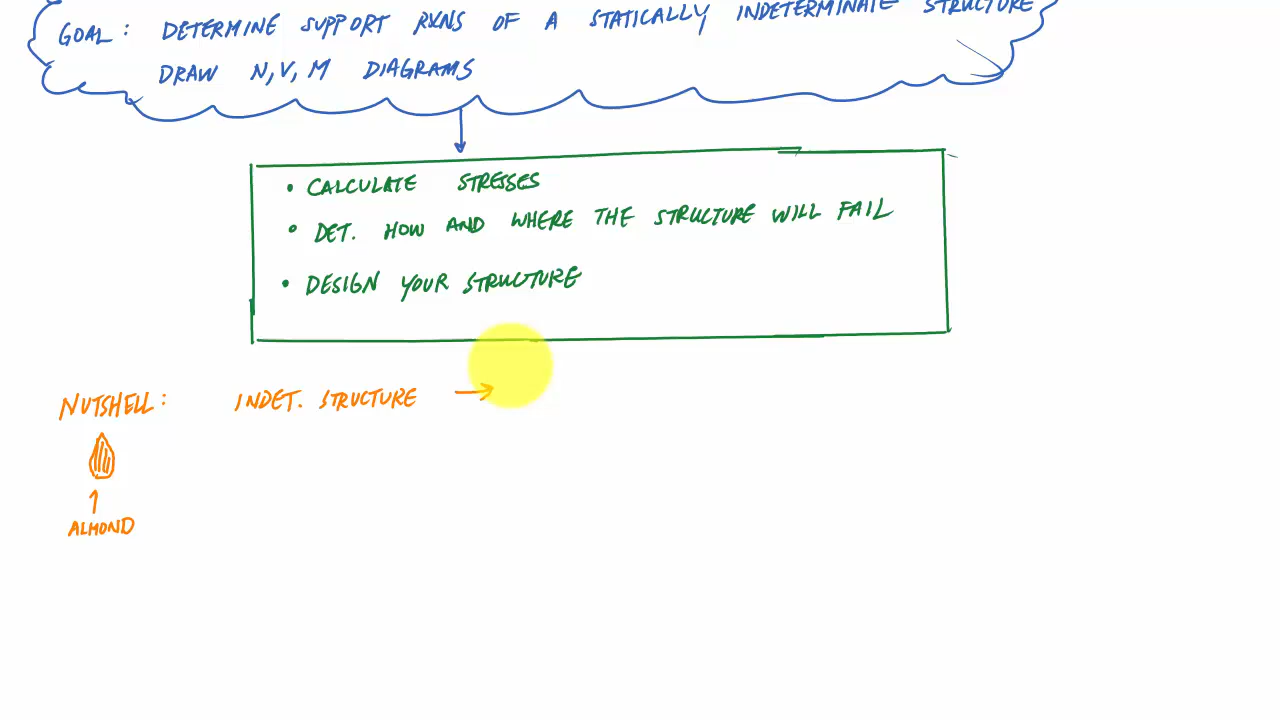 GOAL: DETERMINE SUPPORT RXNS OF A STATICALLY INDETERMINATE STRUCTURE
DRAW N, V, M DIAGRAMS
• CALCULATE STRESSES
• DET. HOW AND WHERE THE STRUCTURE WILL FAIL
• DESIGN YOUR STRUCTURE
NUTSHELL: INDET. STRUCTURE →
ALMOND